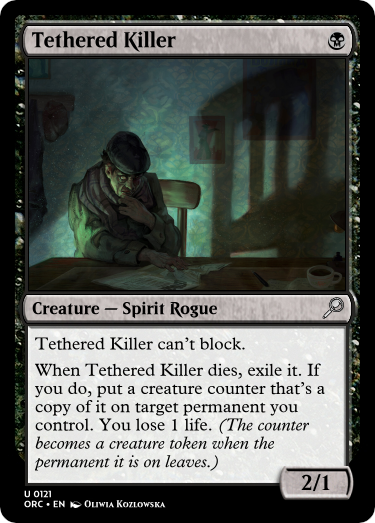 Tethered Killer
Creature — Spirit Rogue
Tethered Killer can't block.
When Tethered Killer dies, exile it. If
you do, put a creature counter that's a
copy of it on target permanent you
control. You lose 1 life. (The counter
becomes a creature token when the
permanent it is on leaves.)
2/1
U 0121
ORC • EN Oliwia Kozlowska